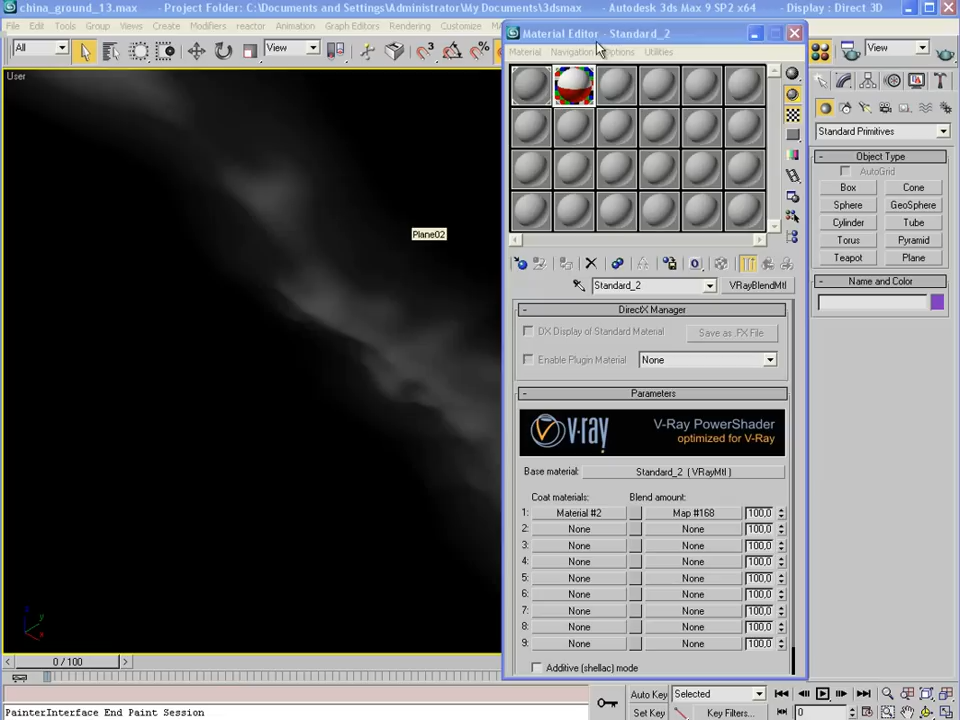 china_ground_13.max - Project Folder: C:\Documents and Settings\Administrator\My Documents\3dsmax - Autodesk 3ds Max 9 SP2 x64 - Display : Direct 3D
File Edit Tools Group Views Create Modifiers reactor Animation Graph Editors Rendering Customize
All
View
View
User
Plane02
Material Editor - Standard_2
Material Navigation Options Utilities
Standard_2
VRayBlendMtl
DirectX Manager
DX Display of Standard Material
Save as .FX File
Enable Plugin Material
None
Parameters
v·ray
V-Ray PowerShader
optimized for V-Ray
Base material: Standard_2 ( VRayMtl )
Coat materials: Blend amount:
1: Material #2 Map #168 100,0
2: None None 100,0
3: None None 100,0
4: None None 100,0
5: None None 100,0
6: None None 100,0
7: None None 100,0
8: None None 100,0
9: None None 100,0
Additive (shellac) mode
Standard Primitives
Object Type
AutoGrid
Box Cone
Sphere GeoSphere
Cylinder Tube
Torus Pyramid
Teapot Plane
Name and Color
z
y
x
0 / 100
Auto Key Selected
Set Key Key Filters...
0
PainterInterface End Paint Session